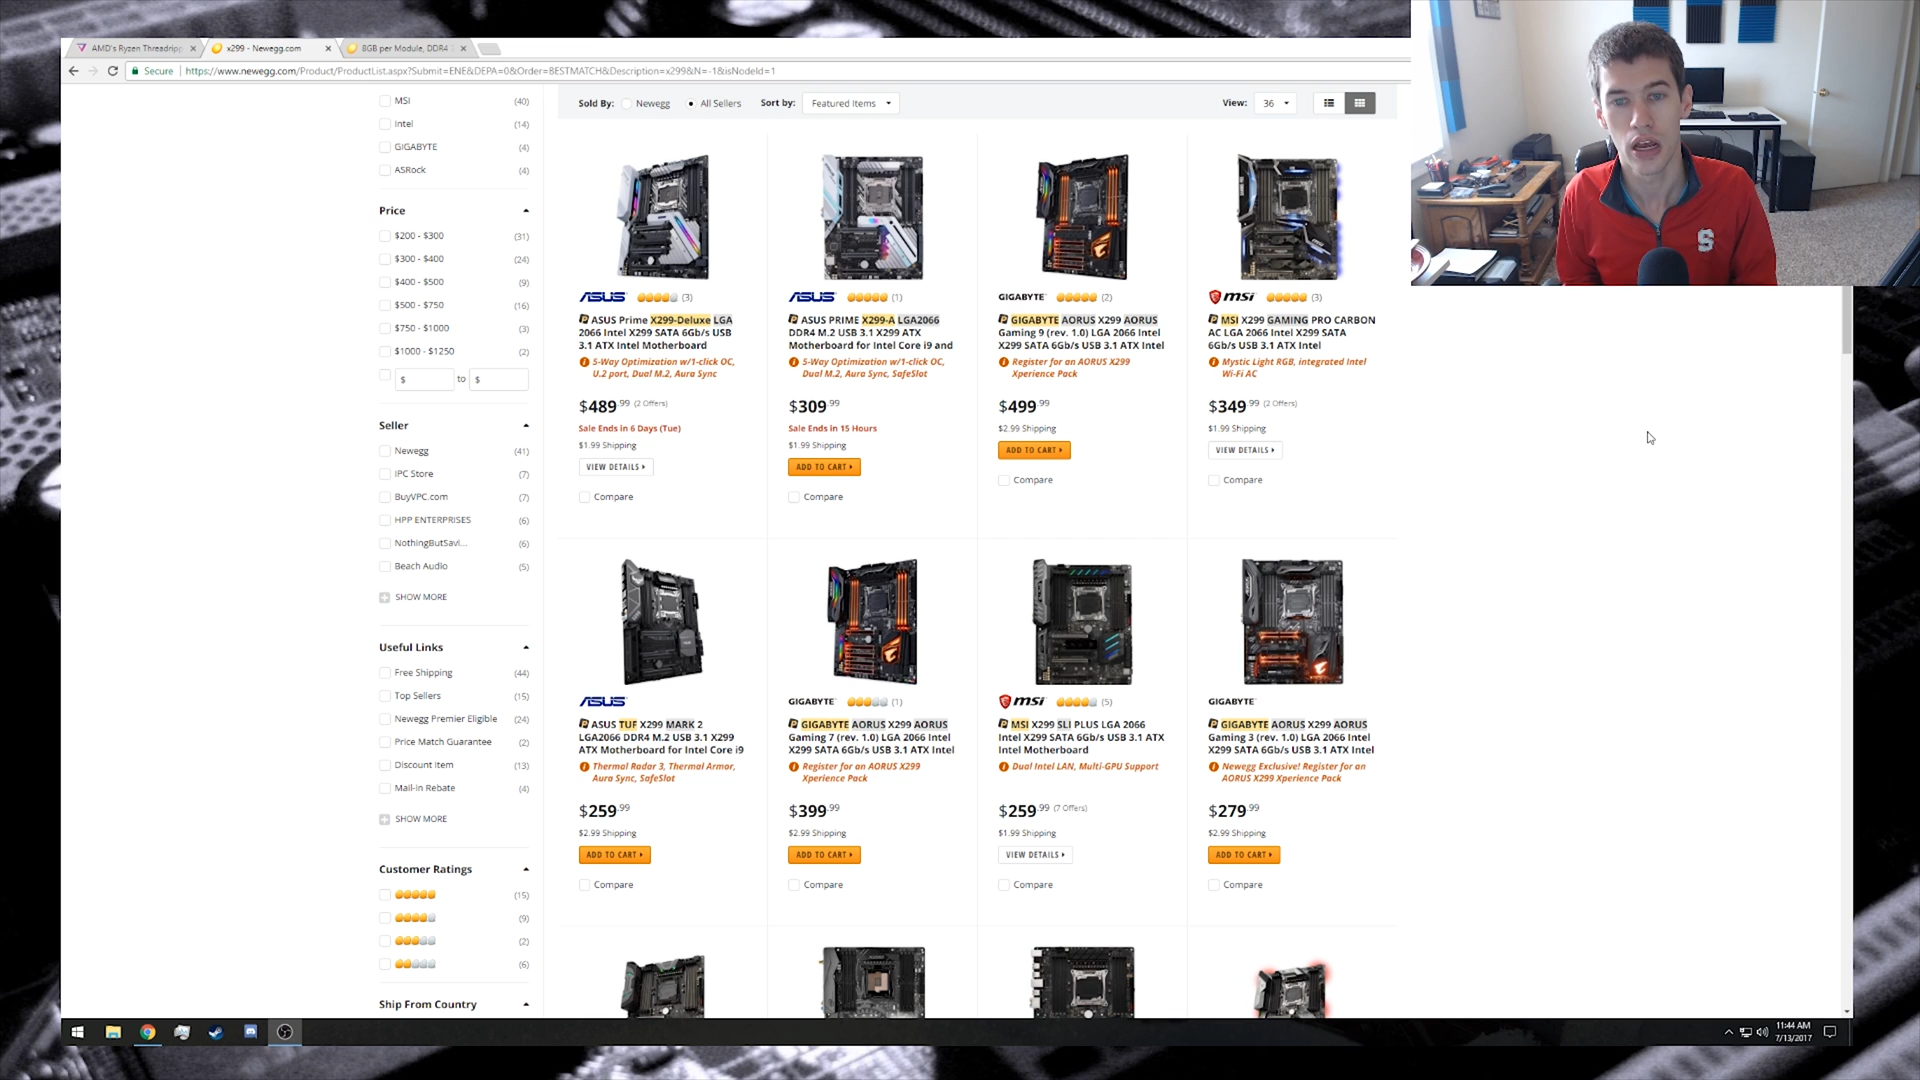 AMD's Ryzen Threadripp
x299 - Newegg.com
8GB per Module, DDR4
Secure
https://www.newegg.com/Product/ProductList.aspx?Submit=ENE&DEPA=0&Order=BESTMATCH&Description=x299&N=-1&isNodeId=1
MSI (40)
Intel (14)
GIGABYTE (4)
ASRock (4)
Price
$200 - $300 (31)
$300 - $400 (24)
$400 - $500 (9)
$500 - $750 (16)
$750 - $1000 (3)
$1000 - $1250 (2)
$ to $
Seller
Newegg (41)
IPC Store (7)
BuyVPC.com (7)
HPP ENTERPRISES (6)
NothingButSavi... (6)
Beach Audio (5)
SHOW MORE
Useful Links
Free Shipping (44)
Top Sellers (15)
Newegg Premier Eligible (24)
Price Match Guarantee (2)
Discount Item (13)
Mail-In Rebate (4)
SHOW MORE
Customer Ratings
(15)
(9)
(2)
(6)
Ship From Country
Sold By: Newegg All Sellers Sort by: Featured Items View: 36
ASUS (3)
ASUS Prime X299-Deluxe LGA
2066 Intel X299 SATA 6Gb/s USB
3.1 ATX Intel Motherboard
5-Way Optimization w/1-click OC,
U.2 port, Dual M.2, Aura Sync
$489.99 (2 Offers)
Sale Ends in 6 Days (Tue)
$1.99 Shipping
VIEW DETAILS
Compare
ASUS (1)
ASUS PRIME X299-A LGA2066
DDR4 M.2 USB 3.1 X299 ATX
Motherboard for Intel Core i9 and
5-Way Optimization w/1-click OC,
Dual M.2, Aura Sync, SafeSlot
$309.99
Sale Ends in 15 Hours
$1.99 Shipping
ADD TO CART
Compare
GIGABYTE (2)
GIGABYTE AORUS X299 AORUS
Gaming 9 (rev. 1.0) LGA 2066 Intel
X299 SATA 6Gb/s USB 3.1 ATX Intel
Register for an AORUS X299
Xperience Pack
$499.99
$2.99 Shipping
ADD TO CART
Compare
msi (3)
MSI X299 GAMING PRO CARBON
AC LGA 2066 Intel X299 SATA
6Gb/s USB 3.1 ATX Intel
Mystic Light RGB, integrated Intel
Wi-Fi AC
$349.99 (2 Offers)
$1.99 Shipping
VIEW DETAILS
Compare
ASUS
ASUS TUF X299 MARK 2
LGA2066 DDR4 M.2 USB 3.1 X299
ATX Motherboard for Intel Core i9
Thermal Radar 3, Thermal Armor,
Aura Sync, SafeSlot
$259.99
$2.99 Shipping
ADD TO CART
Compare
GIGABYTE (1)
GIGABYTE AORUS X299 AORUS
Gaming 7 (rev. 1.0) LGA 2066 Intel
X299 SATA 6Gb/s USB 3.1 ATX Intel
Register for an AORUS X299
Xperience Pack
$399.99
$2.99 Shipping
ADD TO CART
Compare
msi (5)
MSI X299 SLI PLUS LGA 2066
Intel X299 SATA 6Gb/s USB 3.1 ATX
Intel Motherboard
Dual Intel LAN, Multi-GPU Support
$259.99 (7 Offers)
$1.99 Shipping
VIEW DETAILS
Compare
GIGABYTE
GIGABYTE AORUS X299 AORUS
Gaming 3 (rev. 1.0) LGA 2066 Intel
X299 SATA 6Gb/s USB 3.1 ATX Intel
Newegg Exclusive! Register for an
AORUS X299 Xperience Pack
$279.99
$2.99 Shipping
ADD TO CART
Compare
S
11:44 AM
7/13/2017